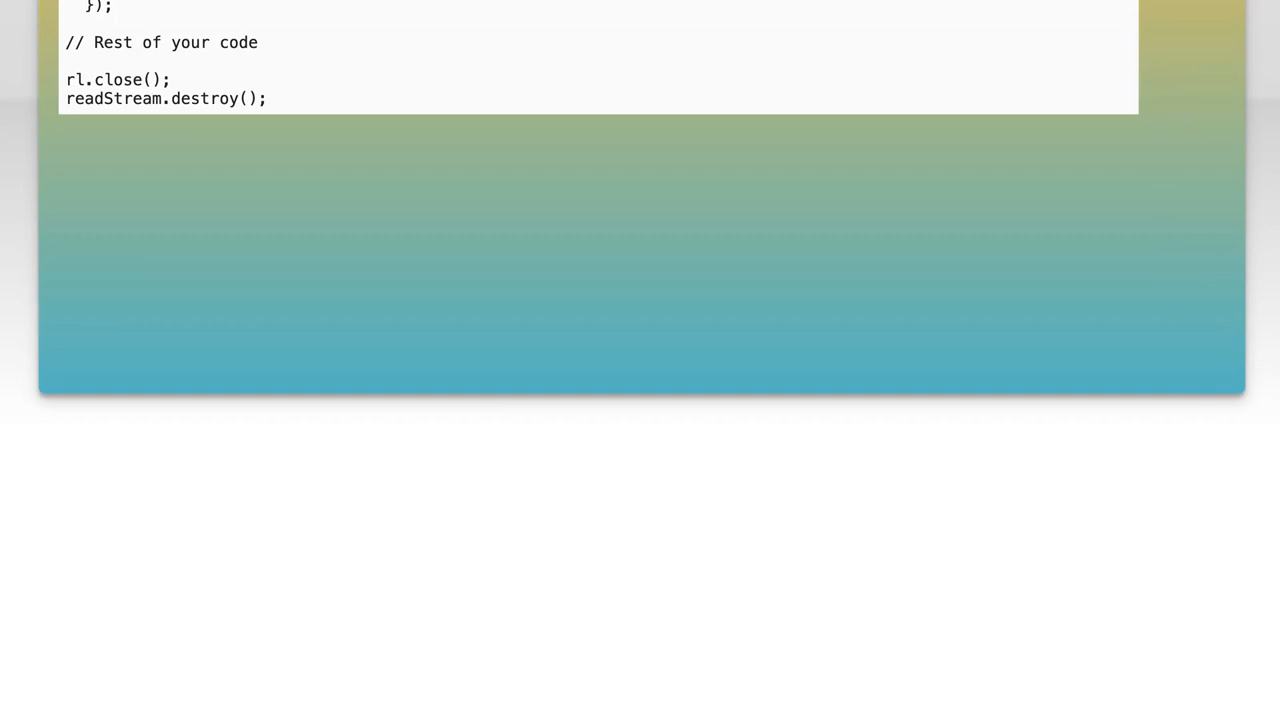 });
// Rest of your code
rl.close();
readStream.destroy();